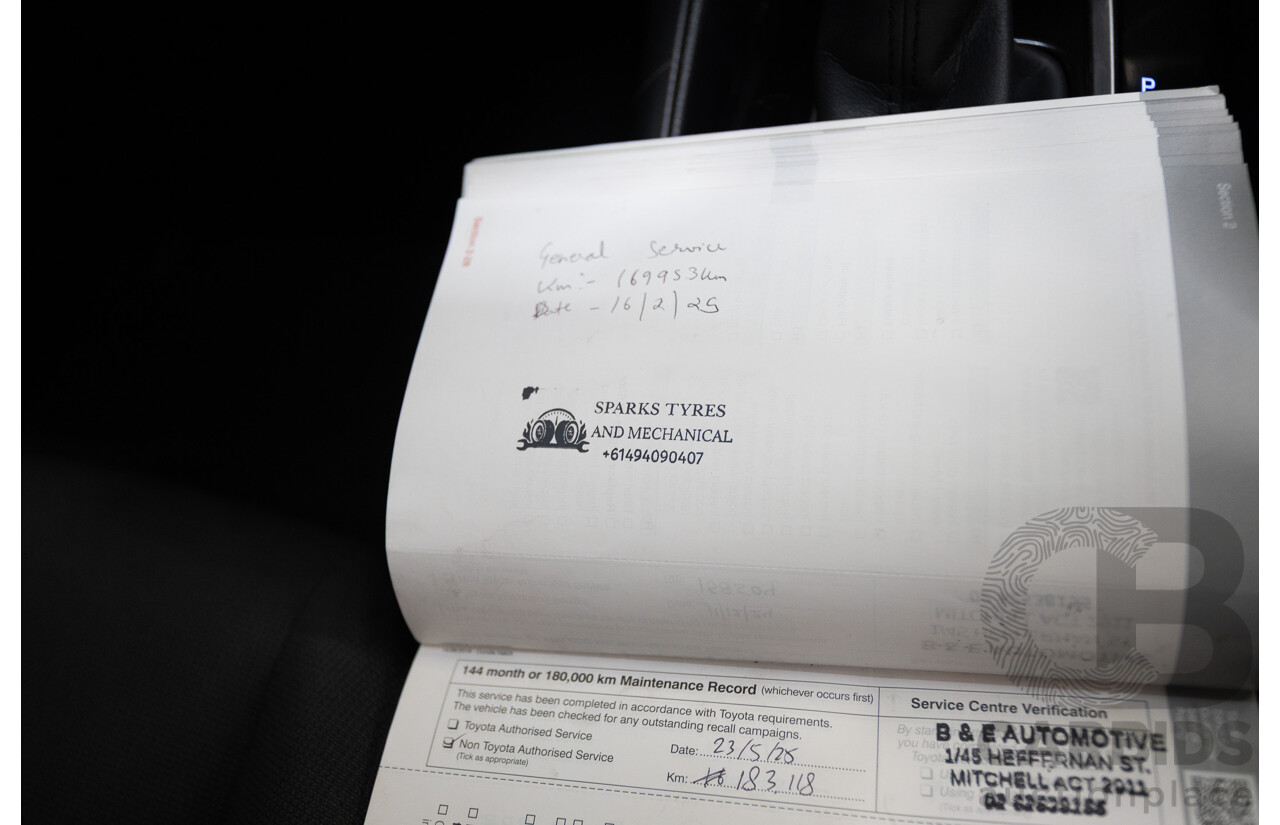 P
Section 2
General Service
Km:- 169953km
Date - 16/2/25
SPARKS TYRES
AND MECHANICAL
+61494090407
144 month or 180,000 km Maintenance Record (whichever occurs first)
This service has been completed in accordance with Toyota requirements.
The vehicle has been checked for any outstanding recall campaigns.
Toyota Authorised Service
Non Toyota Authorised Service
(Tick as appropriate)
Date: 23/5/25
Km: 183,118
Service Centre Verification
B & E AUTOMOTIVE
1/45 HEFFERNAN ST.
MITCHELL ACT 2911